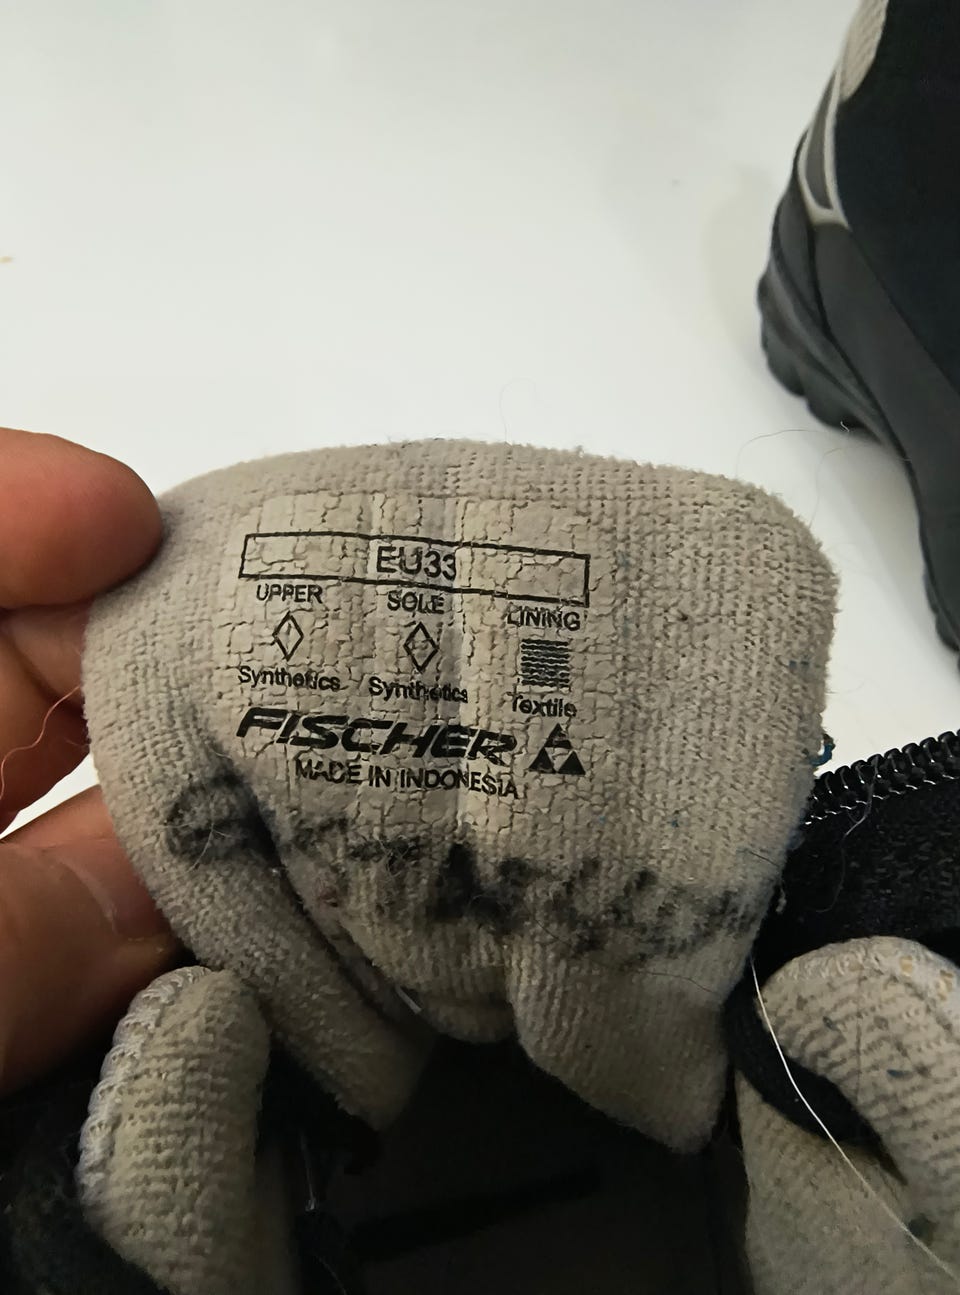 EU33
UPPER SOLE LINING
Synthetics Synthetics Textile
FISCHER
MADE IN INDONESIA